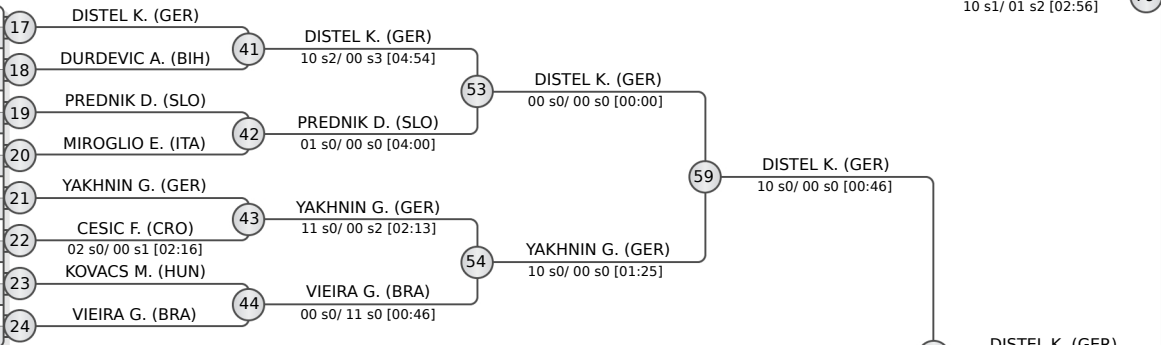 10 s1/ 01 s2 [02:56]
17
DISTEL K. (GER)
18
DURDEVIC A. (BIH)
41
DISTEL K. (GER)
10 s2/ 00 s3 [04:54]
19
PREDNIK D. (SLO)
20
MIROGLIO E. (ITA)
42
PREDNIK D. (SLO)
01 s0/ 00 s0 [04:00]
53
DISTEL K. (GER)
00 s0/ 00 s0 [00:00]
21
YAKHNIN G. (GER)
22
CESIC F. (CRO)
02 s0/ 00 s1 [02:16]
43
YAKHNIN G. (GER)
11 s0/ 00 s2 [02:13]
23
KOVACS M. (HUN)
24
VIEIRA G. (BRA)
44
VIEIRA G. (BRA)
00 s0/ 11 s0 [00:46]
54
YAKHNIN G. (GER)
10 s0/ 00 s0 [01:25]
59
DISTEL K. (GER)
10 s0/ 00 s0 [00:46]
DISTEL K. (GER)